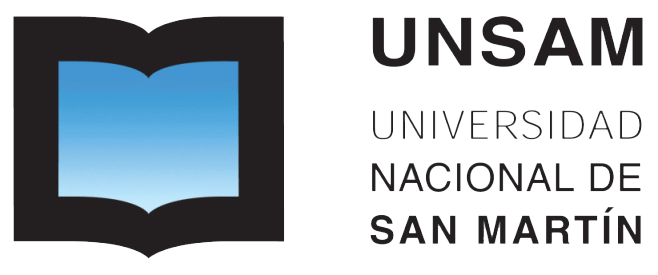 UNSAM
UNIVERSIDAD
NACIONAL DE
SAN MARTÍN